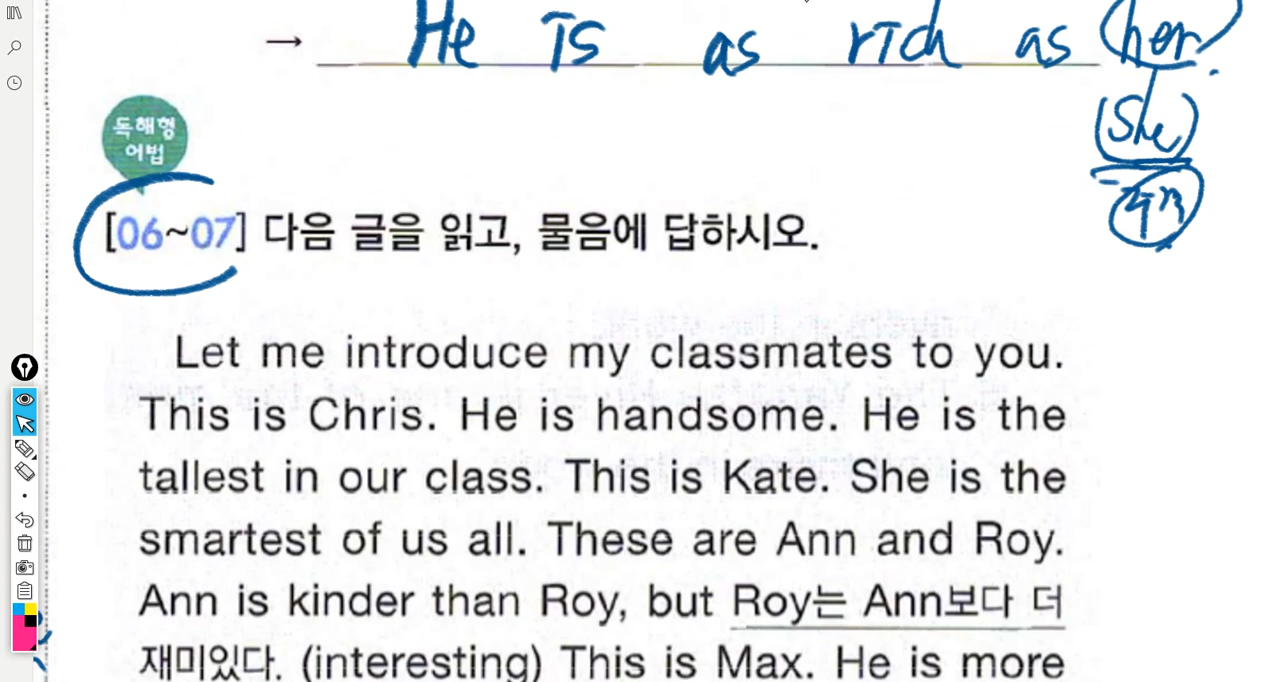 → He is as rich as (her)
(She)
독해형
어법
[06~07] 다음 글을 읽고, 물음에 답하시오.
Let me introduce my classmates to you.
This is Chris. He is handsome. He is the
tallest in our class. This is Kate. She is the
smartest of us all. These are Ann and Roy.
Ann is kinder than Roy, but Roy는 Ann보다 더
재미있다. (interesting) This is Max. He is more